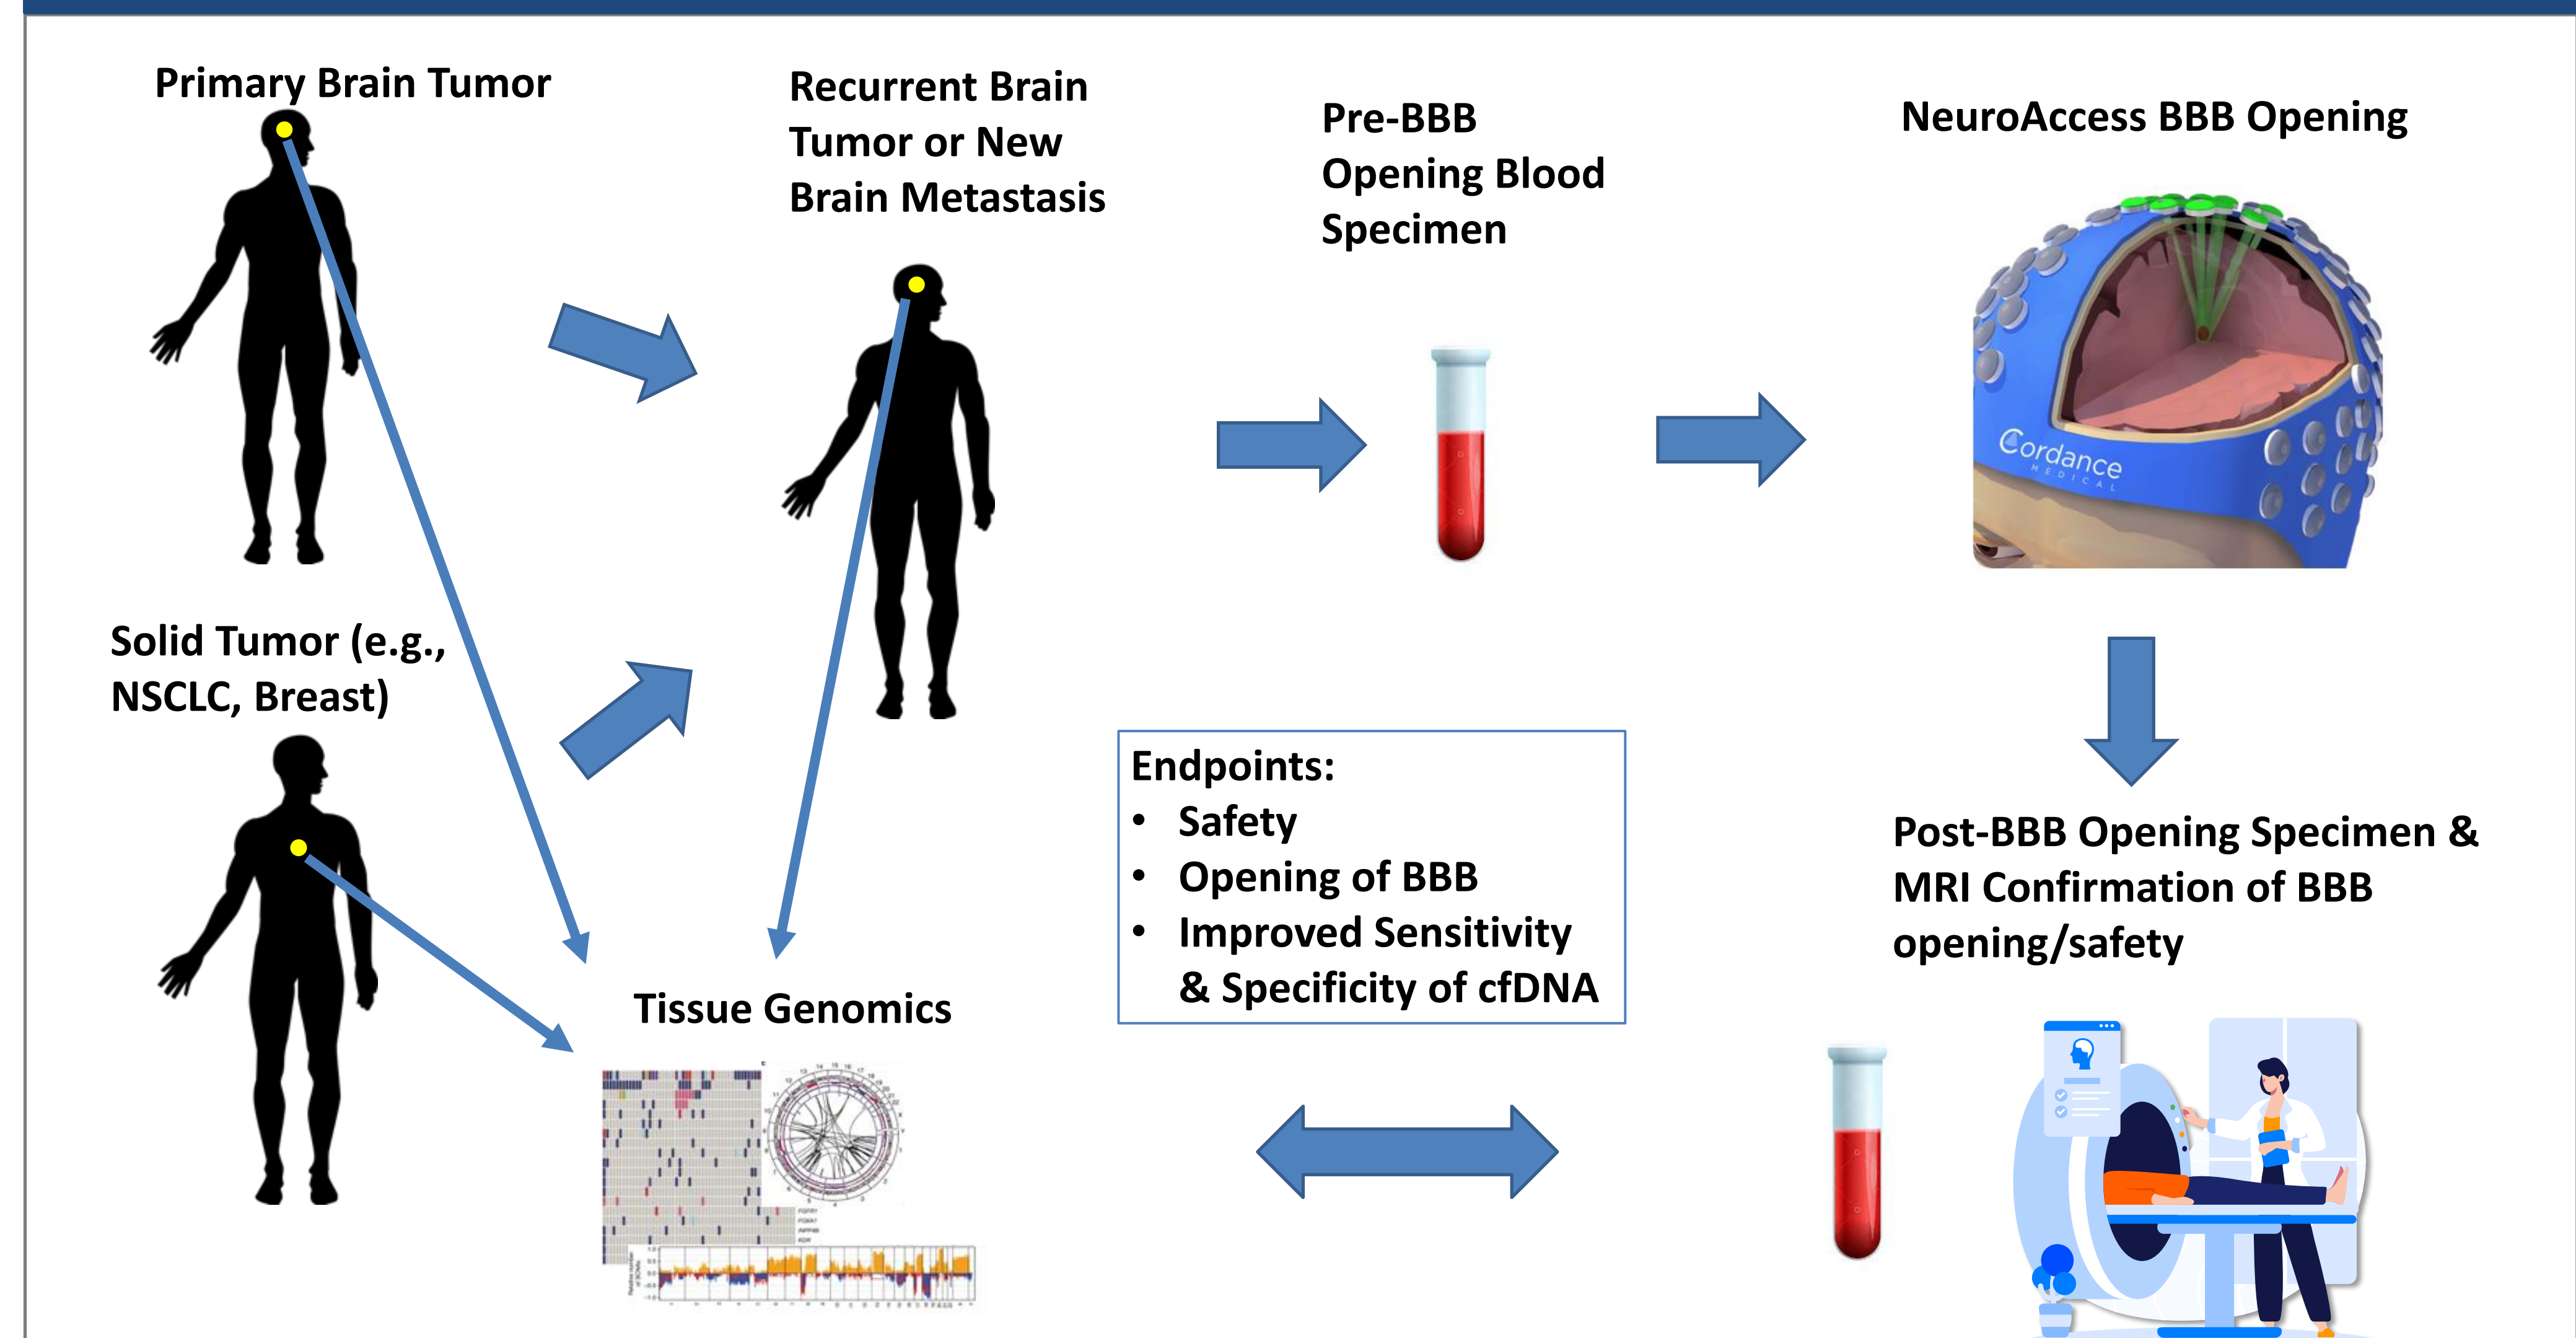 Primary Brain Tumor
Recurrent Brain
Tumor or New
Brain Metastasis
Pre-BBB
Opening Blood
Specimen
NeuroAccess BBB Opening
Cordance
MEDICAL
Solid Tumor (e.g.,
NSCLC, Breast)
Endpoints:
• Safety
• Opening of BBB
• Improved Sensitivity
& Specificity of cfDNA
Post-BBB Opening Specimen &
MRI Confirmation of BBB
opening/safety
Tissue Genomics